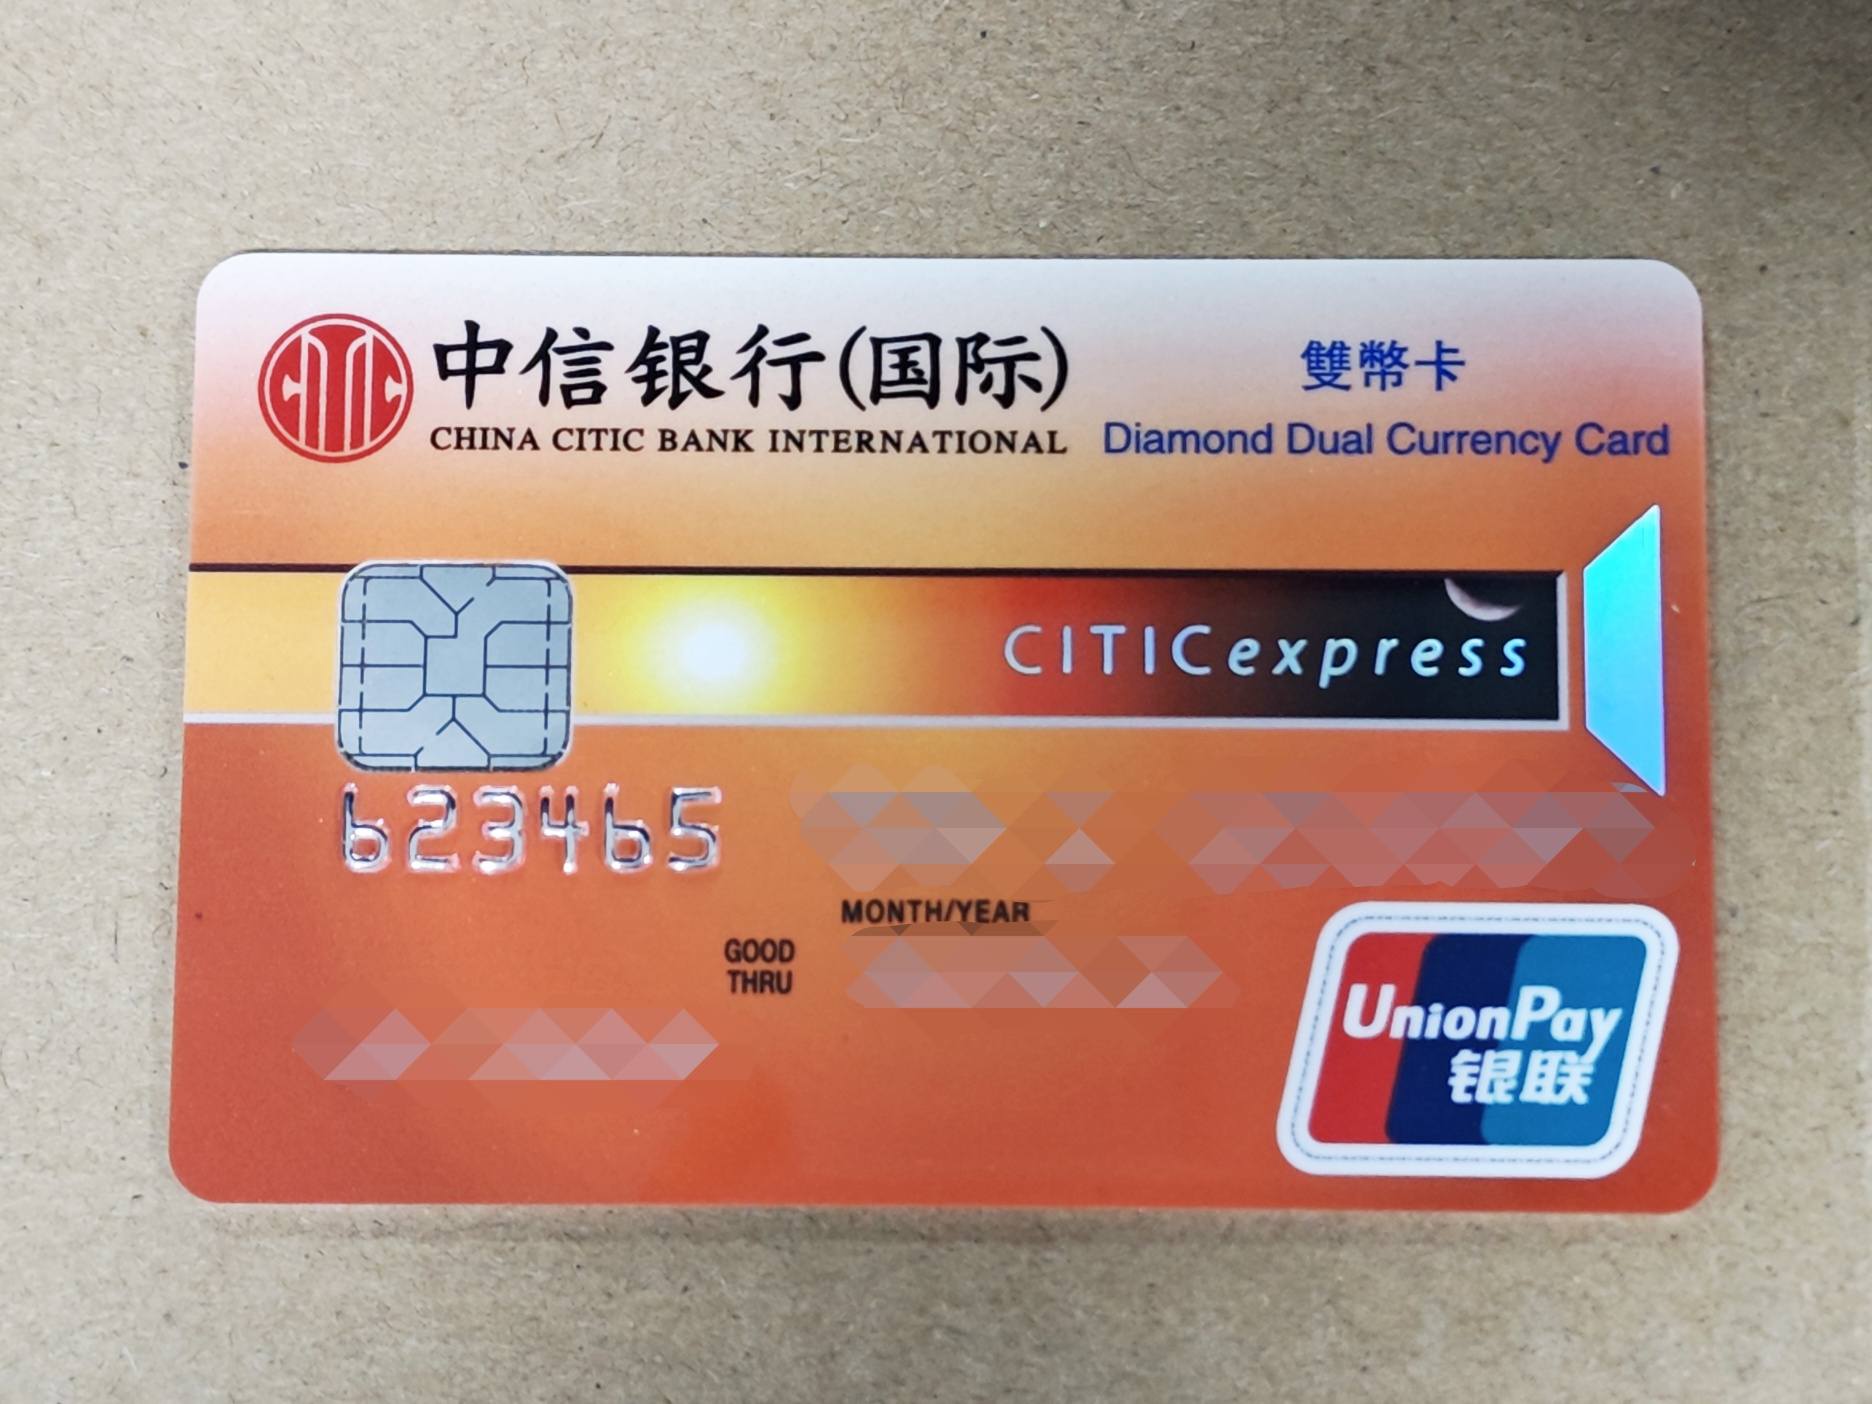 中信银行(国际)
CHINA CITIC BANK INTERNATIONAL
雙幣卡
Diamond Dual Currency Card
CITICexpress
623465
MONTH/YEAR
GOOD
THRU
UnionPay
银联